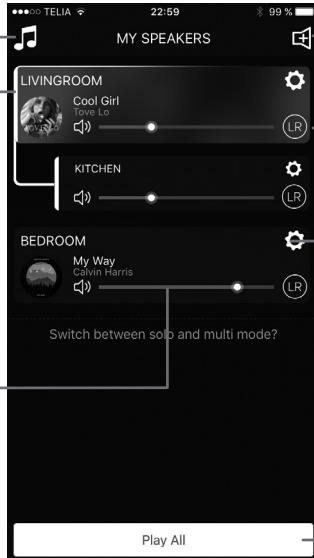 TELIA 22:59 99 %
MY SPEAKERS
LIVINGROOM
Cool Girl
Tove Lo
LR
KITCHEN
LR
BEDROOM
My Way
Calvin Harris
LR
Switch between solo and multi mode?
Play All